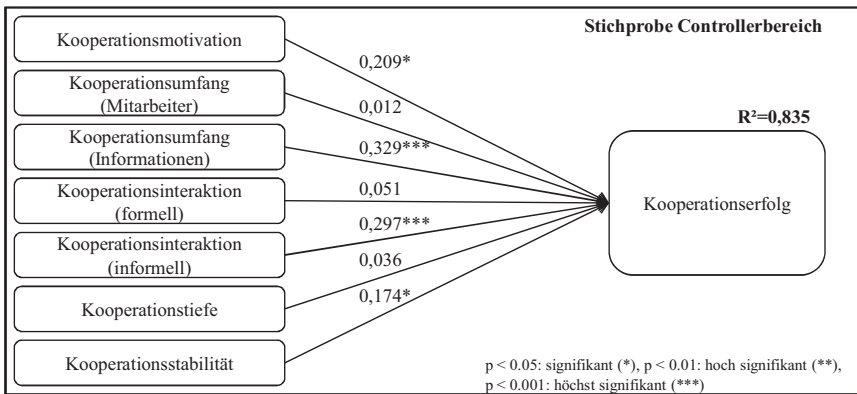 Stichprobe Controllerbereich
Kooperationsmotivation
0,209*
Kooperationsumfang
(Mitarbeiter)
0,012
R²=0,835
Kooperationsumfang
(Informationen)
0,329***
Kooperationsinteraktion
(formell)
0,051
Kooperationserfolg
Kooperationsinteraktion
(informell)
0,297***
0,036
Kooperationstiefe
0,174*
Kooperationsstabilität
p < 0.05: signifikant (*), p < 0.01: hoch signifikant (**),
p < 0.001: höchst signifikant (***)